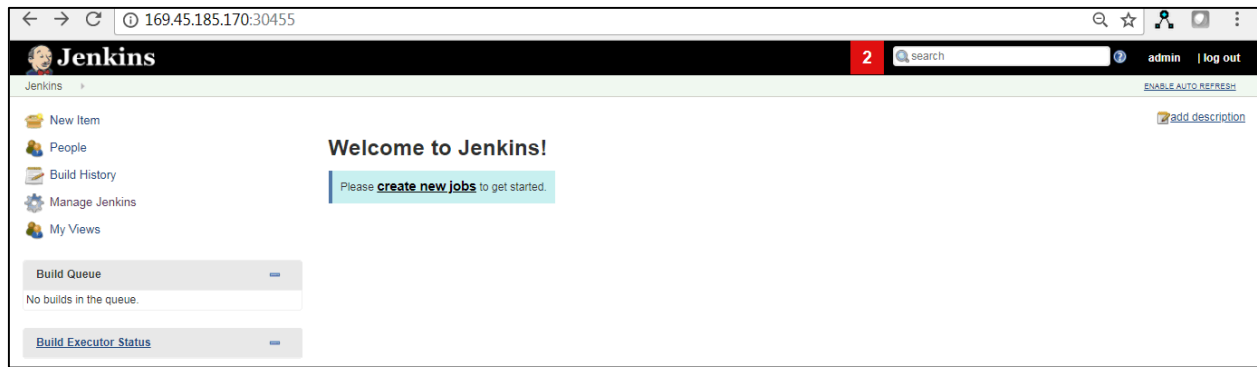 169.45.185.170:30455
Jenkins 2 search admin | log out
Jenkins ENABLE AUTO REFRESH
New Item add description
People
Welcome to Jenkins!
Build History
Please create new jobs to get started.
Manage Jenkins
My Views
Build Queue
No builds in the queue.
Build Executor Status